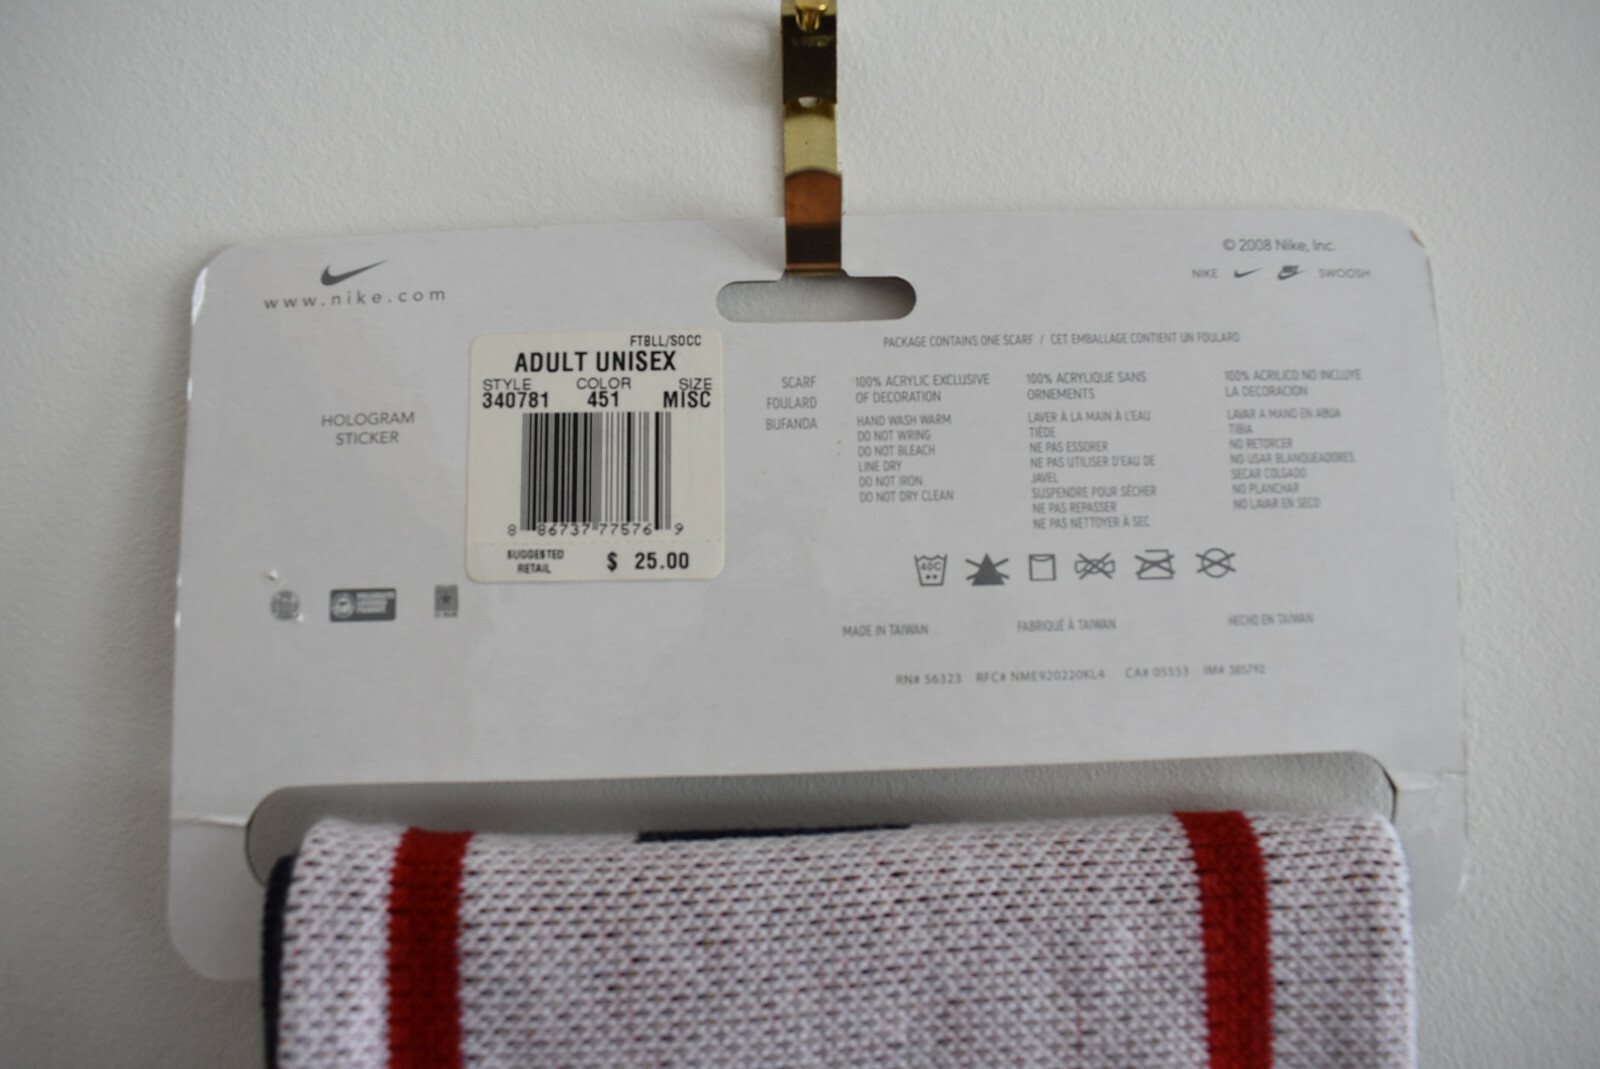 www.nike.com
© 2008 Nike, Inc.
NIKE SWOOSH
HOLOGRAM
STICKER
FTBLL/SOCC
ADULT UNISEX
STYLE COLOR SIZE
340781 451 MISC
8 86737 77576 9
SUGGESTED
RETAIL $ 25.00
PACKAGE CONTAINS ONE SCARF / CET EMBALLAGE CONTIENT UN FOULARD
SCARF
FOULARD
BUFANDA
100% ACRYLIC EXCLUSIVE
OF DECORATION
HAND WASH WARM
DO NOT WRING
DO NOT BLEACH
LINE DRY
DO NOT IRON
DO NOT DRY CLEAN
100% ACRYLIQUE SANS
ORNEMENTS
LAVER À LA MAIN À L'EAU
TIÈDE
NE PAS ESSORER
NE PAS UTILISER D'EAU DE
JAVEL
SUSPENDRE POUR SÉCHER
NE PAS REPASSER
NE PAS NETTOYER À SEC
100% ACRILICO NO INCLUYE
LA DECORACION
LAVAR A MANO EN ABUA
TIBIA
NO RETORCER
NO USAR BLANQUEADORES
SECAR COLGADO
NO PLANCHAR
NO LAVAR EN SECO
40C
MADE IN TAIWAN FABRIQUÉ À TAIWAN HECHO EN TAIWAN
RN# 56323 RFC# NME920220KL4 CA# 05553 IM# 385792